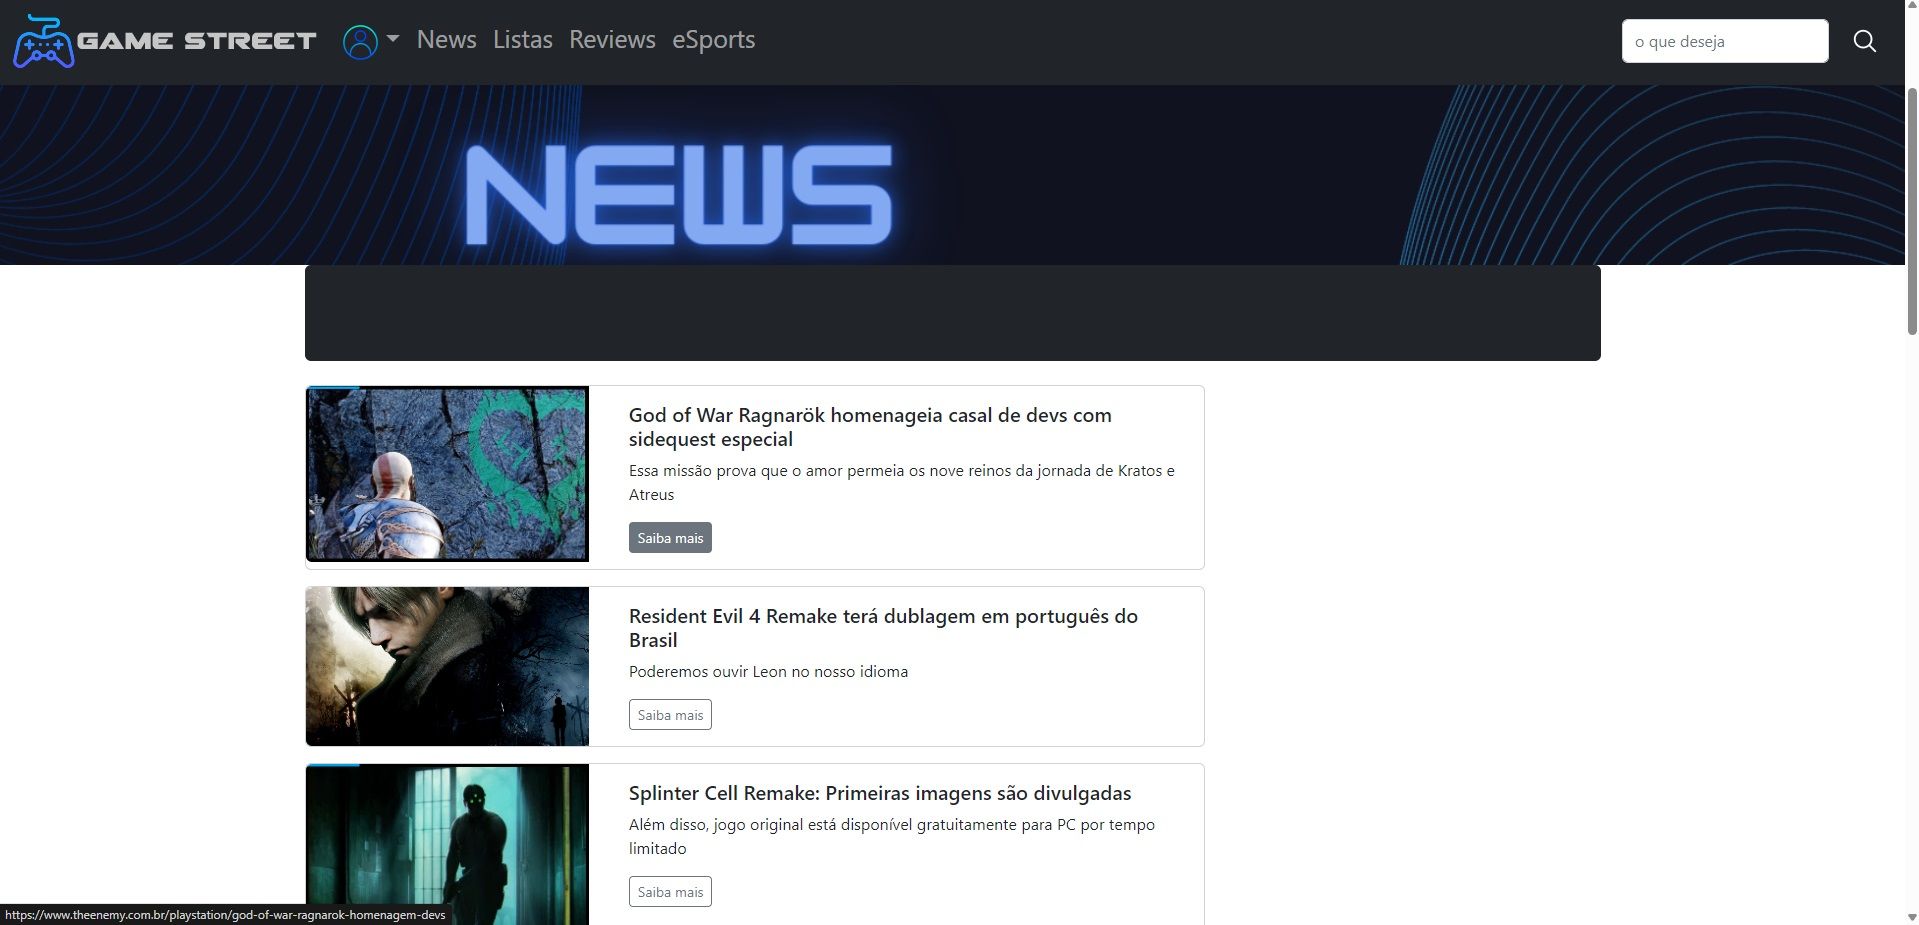 GAME STREET
News Listas Reviews eSports
o que deseja
NEWS
God of War Ragnarök homenageia casal de devs com
sidequest especial
Essa missão prova que o amor permeia os nove reinos da jornada de Kratos e
Atreus
Saiba mais
Resident Evil 4 Remake terá dublagem em português do
Brasil
Poderemos ouvir Leon no nosso idioma
Saiba mais
Splinter Cell Remake: Primeiras imagens são divulgadas
Além disso, jogo original está disponível gratuitamente para PC por tempo
limitado
Saiba mais
https://www.theenemy.com.br/playstation/god-of-war-ragnarok-homenagem-devs